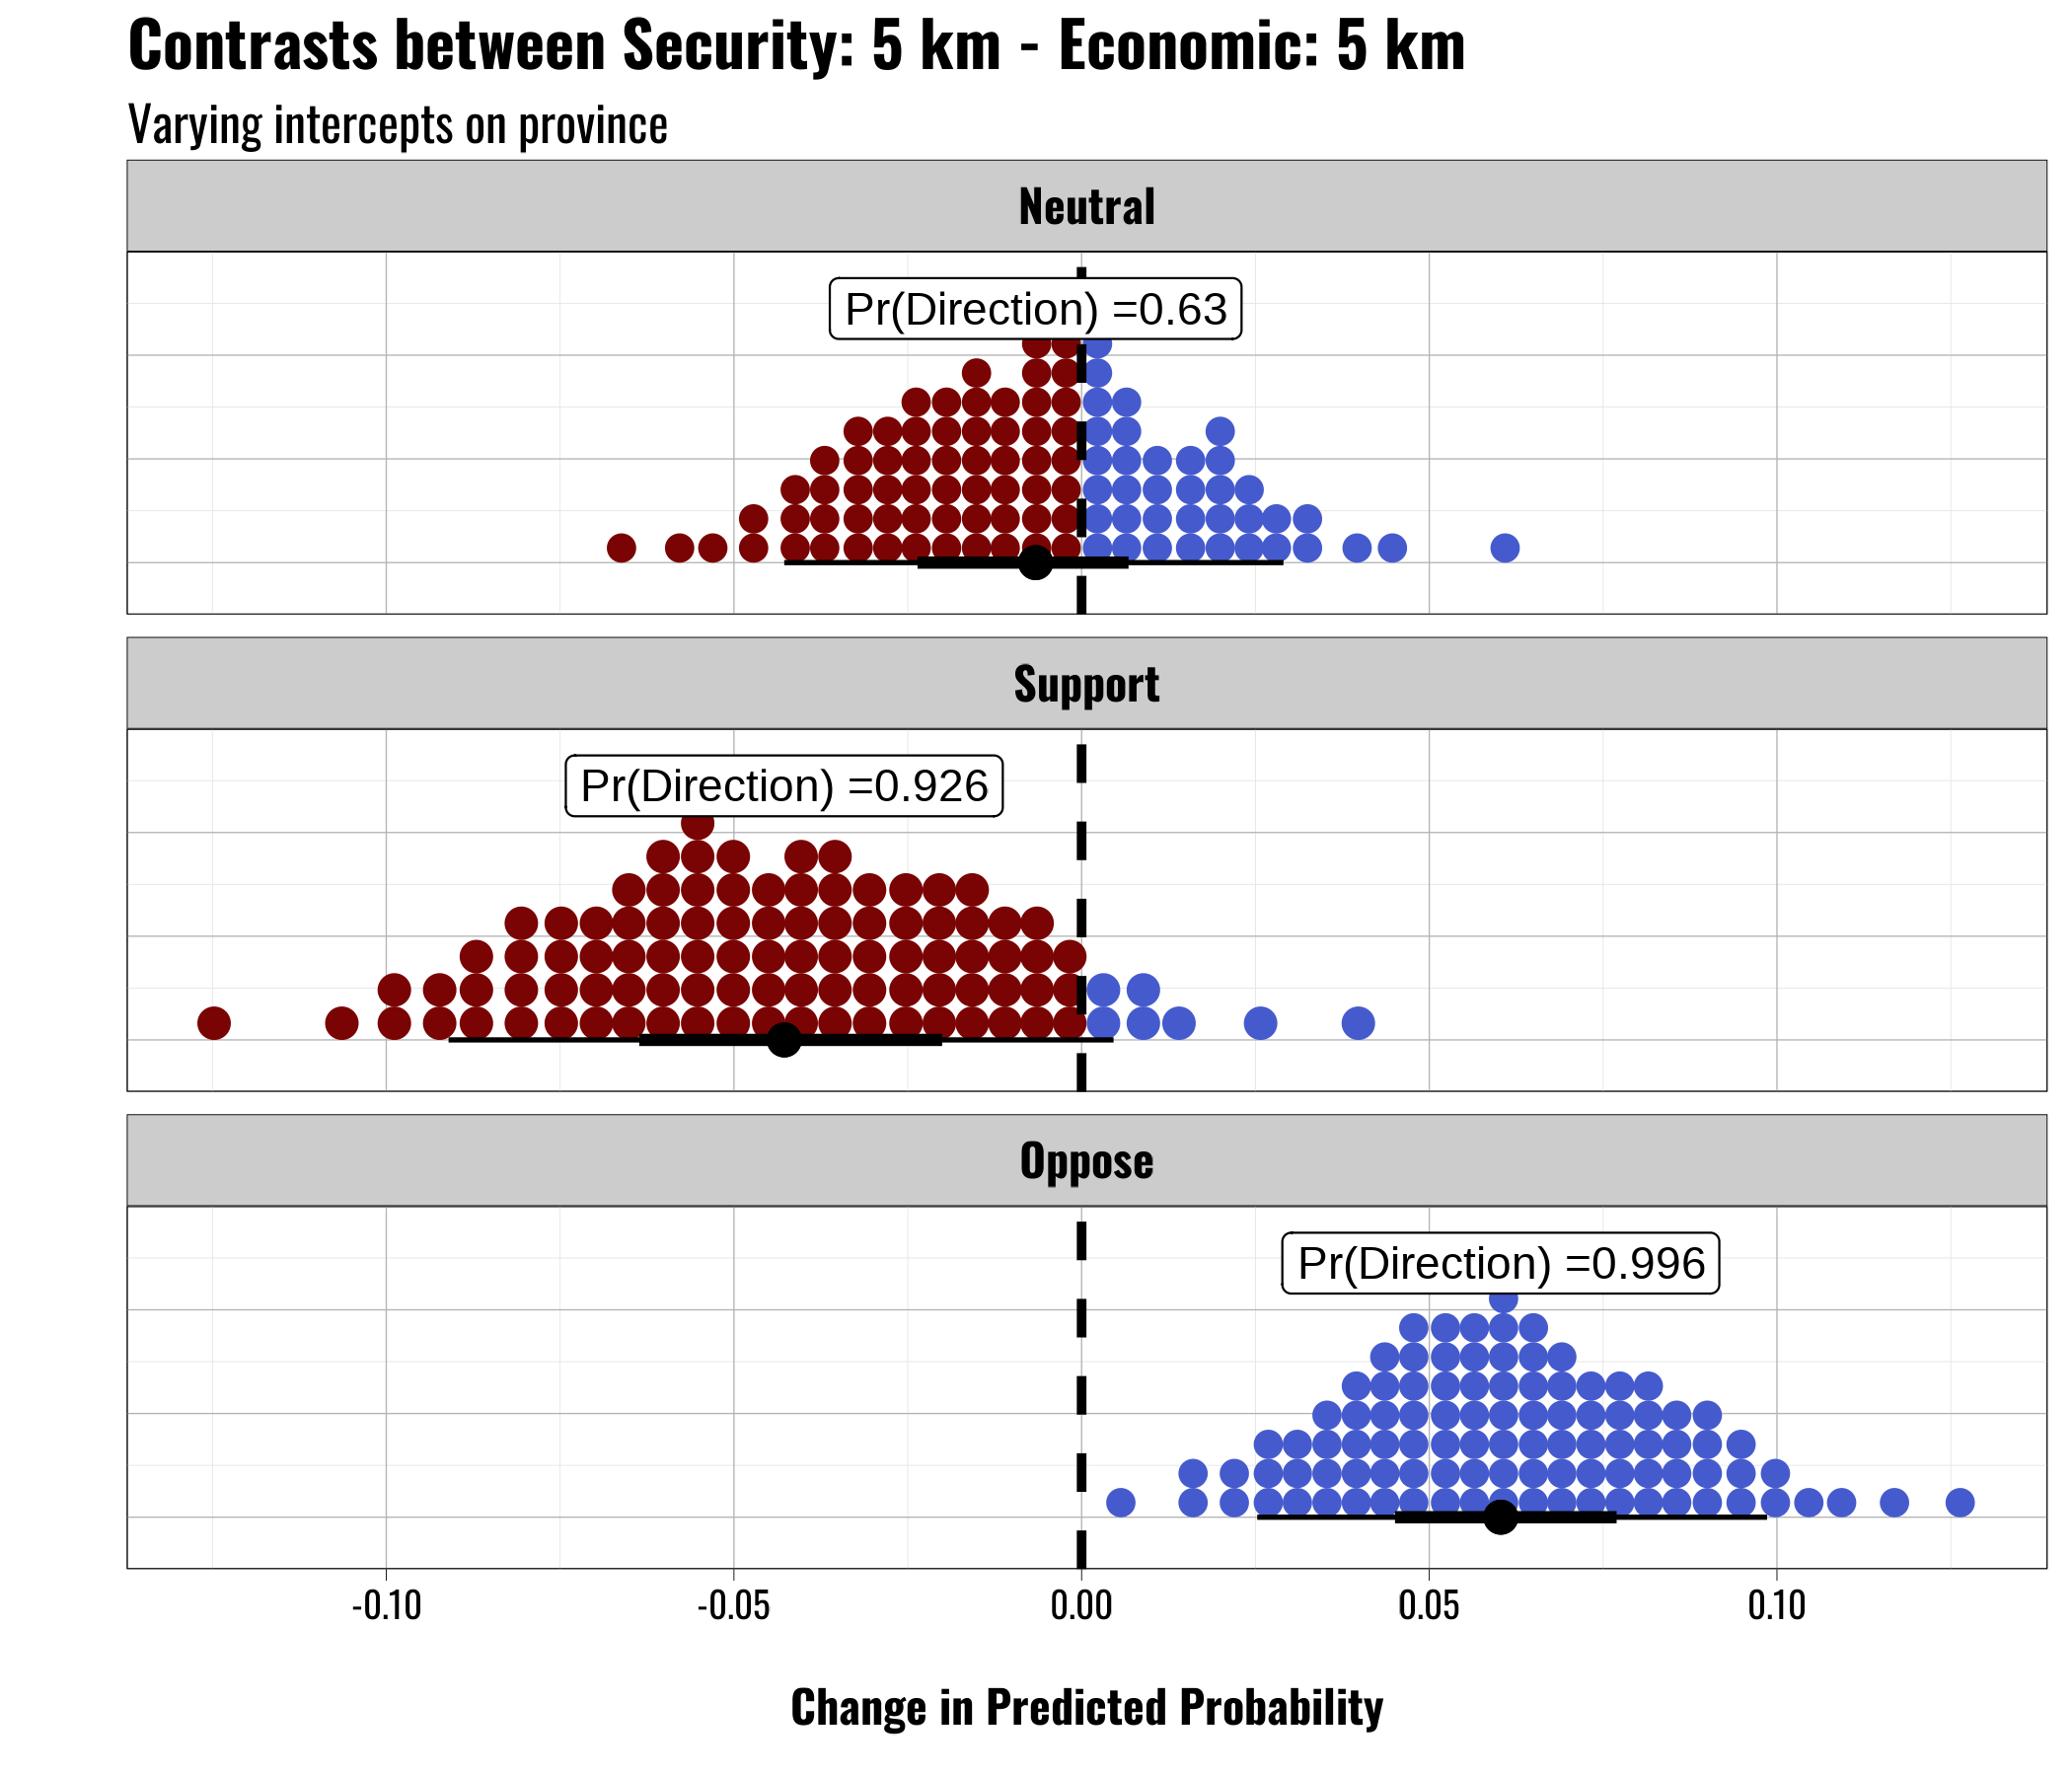 Contrasts between Security: 5 km - Economic: 5 km
Varying intercepts on province
Neutral
Pr(Direction) =0.63
Support
Pr(Direction) =0.926
Oppose
Pr(Direction) =0.996
-0.10 -0.05 0.00 0.05 0.10
Change in Predicted Probability